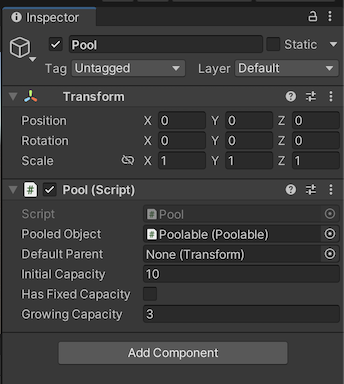 Inspector
Pool Static
Tag Untagged Layer Default
Transform
Position X 0 Y 0 Z 0
Rotation X 0 Y 0 Z 0
Scale X 1 Y 1 Z 1
# Pool (Script)
Script # Pool
Pooled Object # Poolable (Poolable)
Default Parent None (Transform)
Initial Capacity 10
Has Fixed Capacity
Growing Capacity 3
Add Component